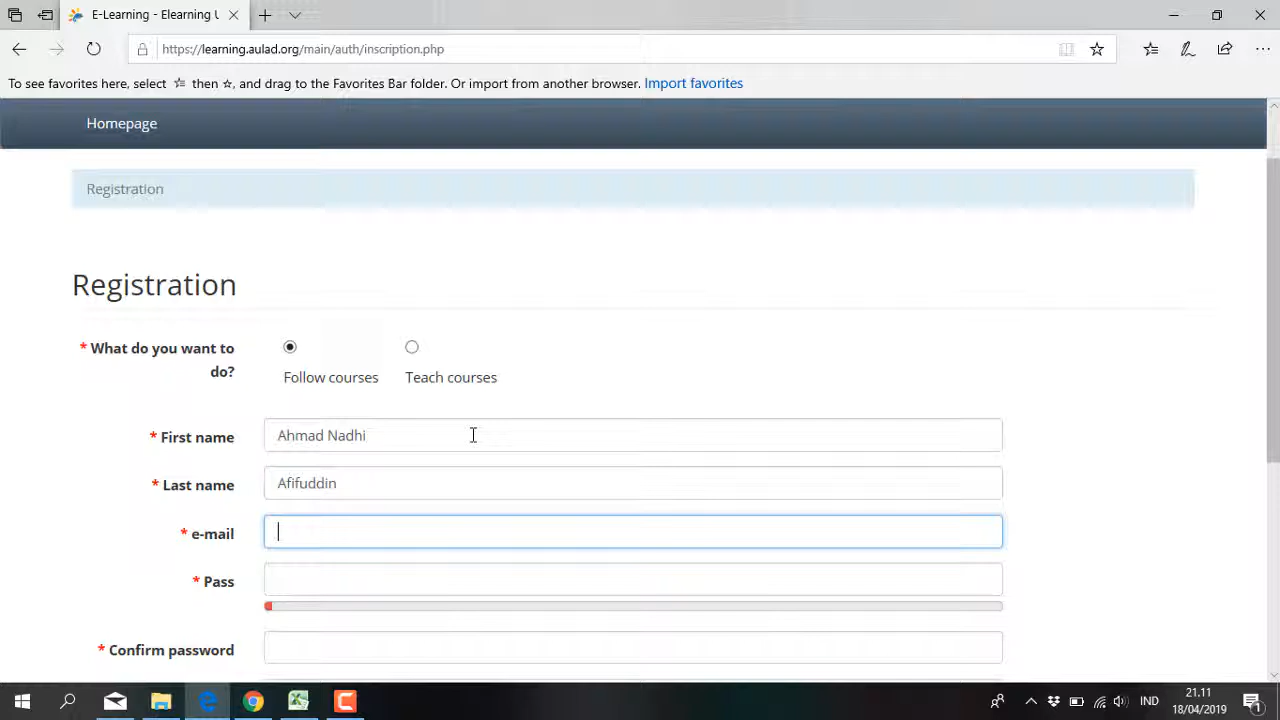 E-Learning - Elearning U
https://learning.aulad.org/main/auth/inscription.php
To see favorites here, select then ☆, and drag to the Favorites Bar folder. Or import from another browser. Import favorites
Homepage
Registration
Registration
* What do you want to do?
Follow courses
Teach courses
* First name
Ahmad Nadhi
* Last name
Afifuddin
* e-mail
* Pass
* Confirm password
IND
21.11
18/04/2019
1